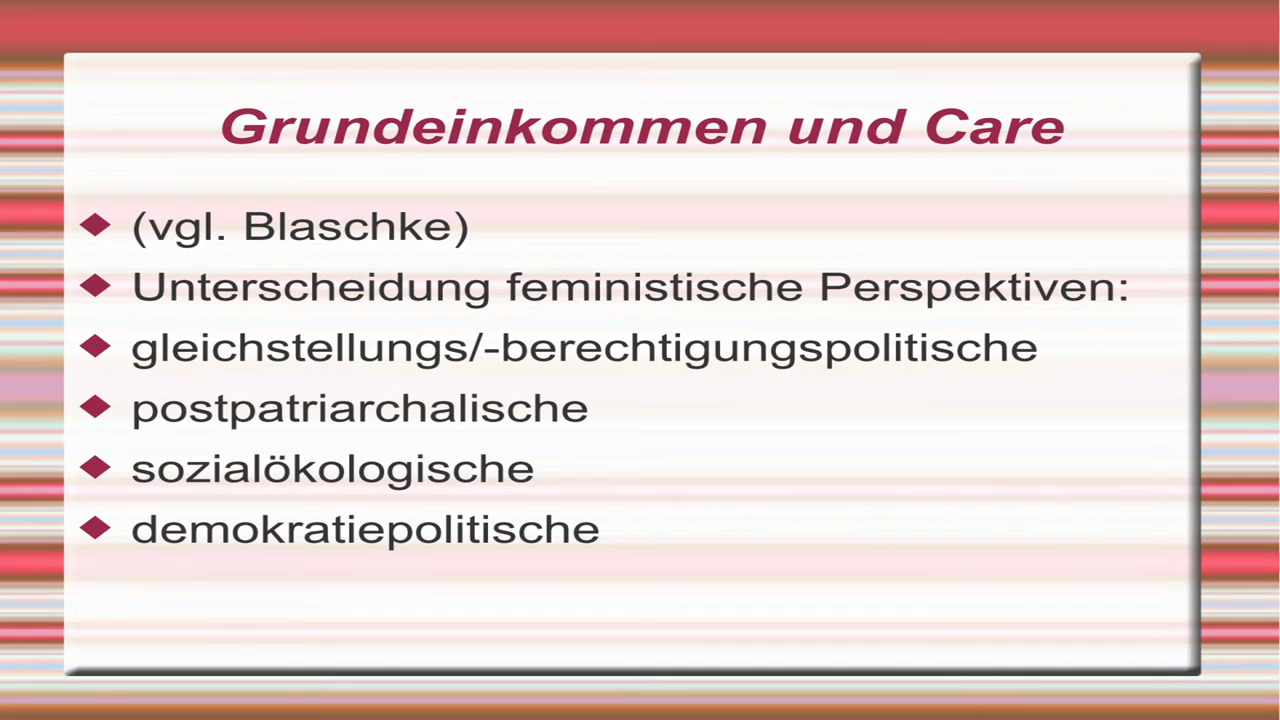 Grundeinkommen und Care
(vgl. Blaschke)
Unterscheidung feministische Perspektiven:
gleichstellungs/-berechtigungspolitische
postpatriarchalische
sozialökologische
demokratiepolitische